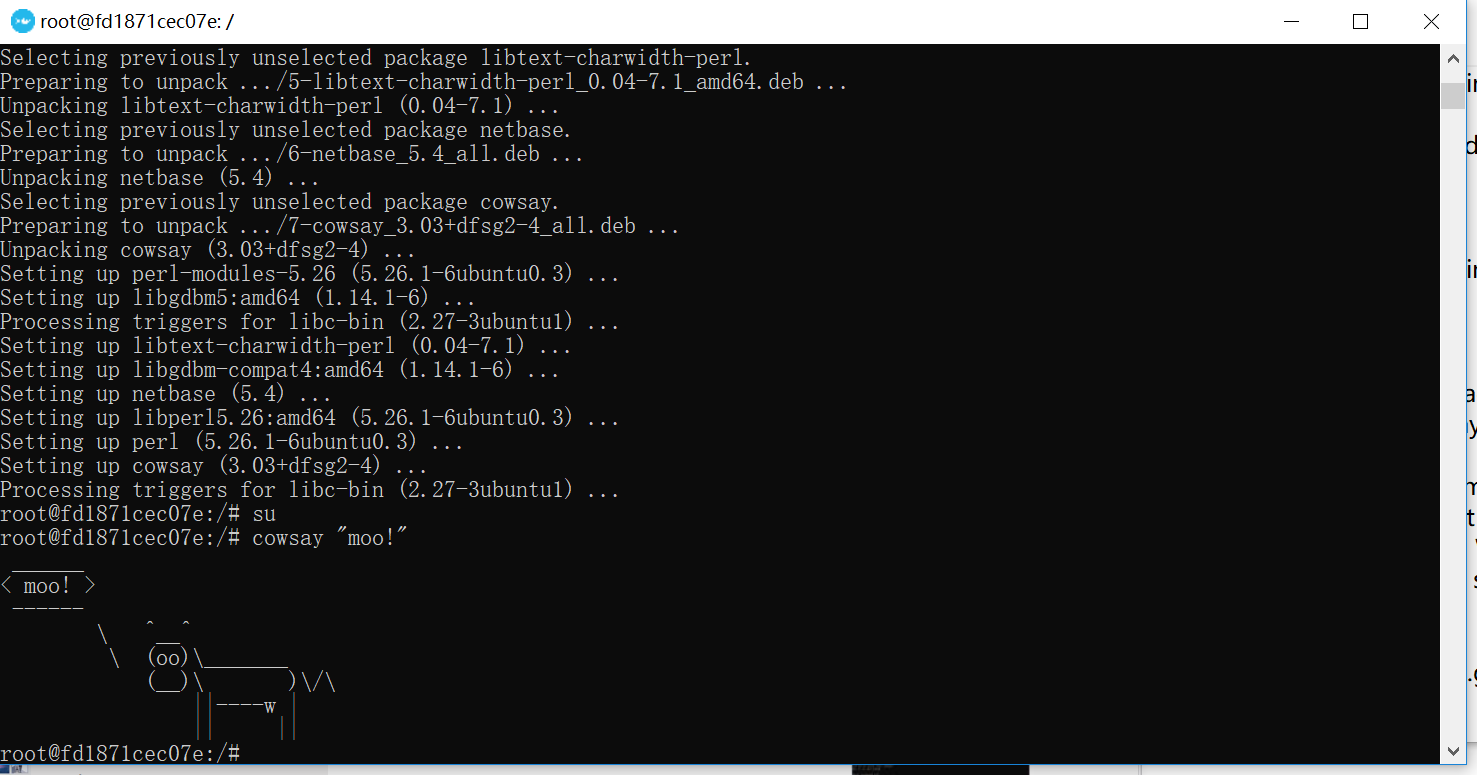 root@fd1871cec07e: /
Selecting previously unselected package libtext-charwidth-perl.
Preparing to unpack .../5-libtext-charwidth-perl_0.04-7.1_amd64.deb ...
Unpacking libtext-charwidth-perl (0.04-7.1) ...
Selecting previously unselected package netbase.
Preparing to unpack .../6-netbase_5.4_all.deb ...
Unpacking netbase (5.4) ...
Selecting previously unselected package cowsay.
Preparing to unpack .../7-cowsay_3.03+dfsg2-4_all.deb ...
Unpacking cowsay (3.03+dfsg2-4) ...
Setting up perl-modules-5.26 (5.26.1-6ubuntu0.3) ...
Setting up libgdbm5:amd64 (1.14.1-6) ...
Processing triggers for libc-bin (2.27-3ubuntu1) ...
Setting up libtext-charwidth-perl (0.04-7.1) ...
Setting up libgdbm-compat4:amd64 (1.14.1-6) ...
Setting up netbase (5.4) ...
Setting up libperl5.26:amd64 (5.26.1-6ubuntu0.3) ...
Setting up perl (5.26.1-6ubuntu0.3) ...
Setting up cowsay (3.03+dfsg2-4) ...
Processing triggers for libc-bin (2.27-3ubuntu1) ...
root@fd1871cec07e:/# su
root@fd1871cec07e:/# cowsay "moo!"
 ______
< moo! >
 ------
        \   ^__^
         \  (oo)\_______
            (__)\       )\/\
                ||----w |
                ||     ||
root@fd1871cec07e:/#